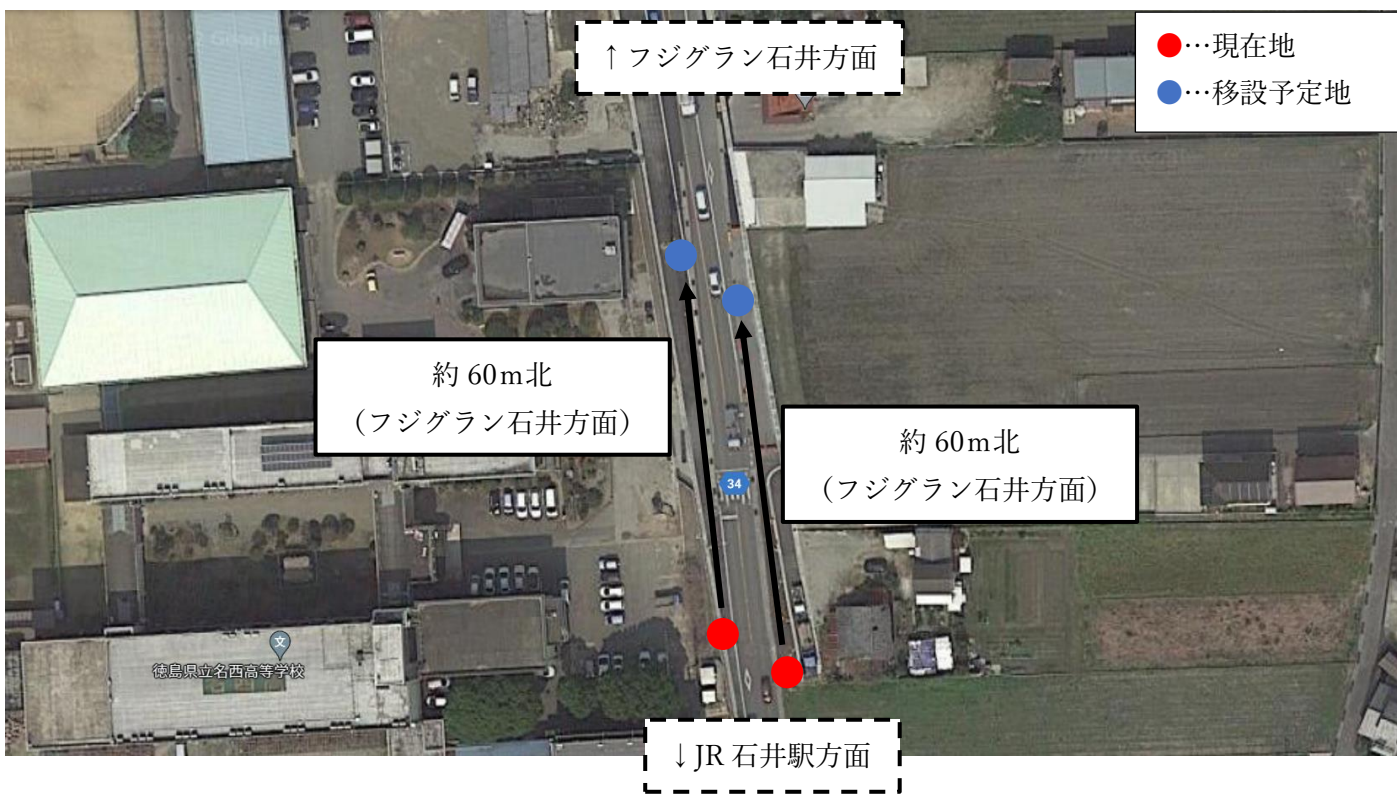 Google
↑フジグラン石井方面
●…現在地
●…移設予定地
約 60m北
（フジグラン石井方面）
約 60m北
（フジグラン石井方面）
34
文
徳島県立名西高等学校
↓JR 石井駅方面